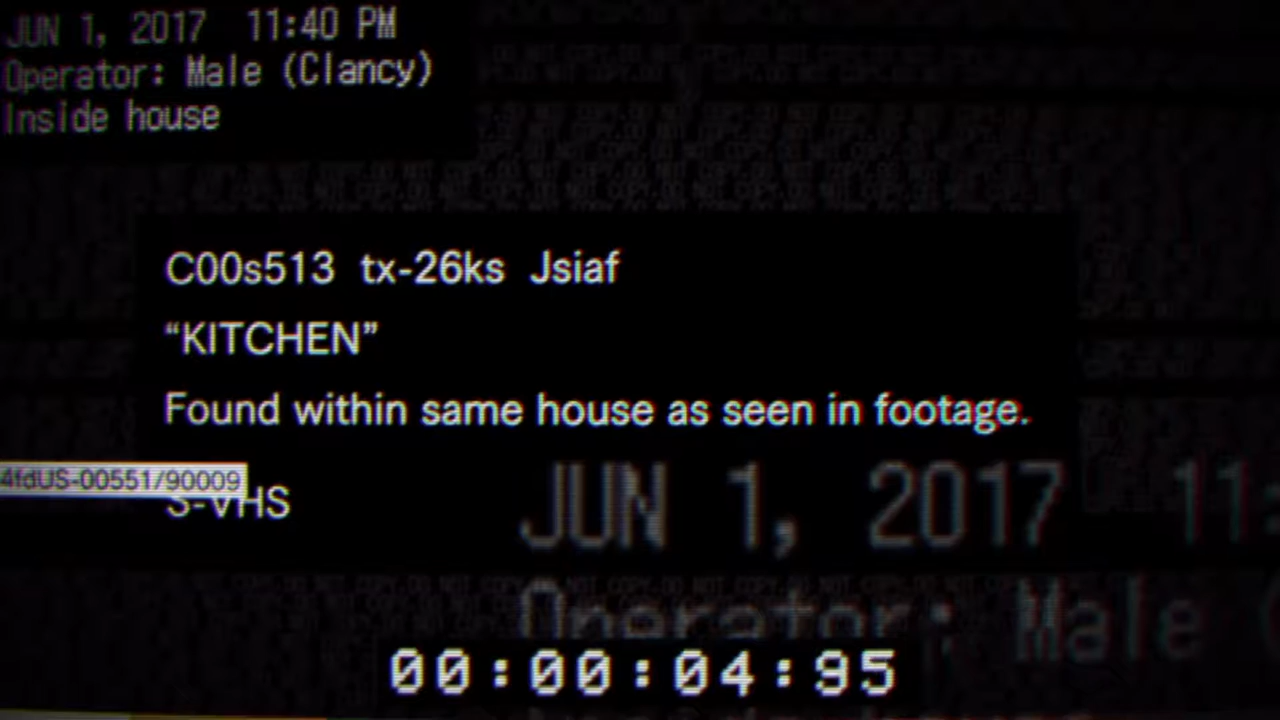 JUN 1, 2017 11:40 PM
Operator: Male (Clancy)
Inside house
C00s513 tx-26ks Jsiaf
“KITCHEN”
Found within same house as seen in footage.
4fdUS-00551/90009
S-VHS
JUN 1, 2017 11:
Operator: Male (
00:00:04:95